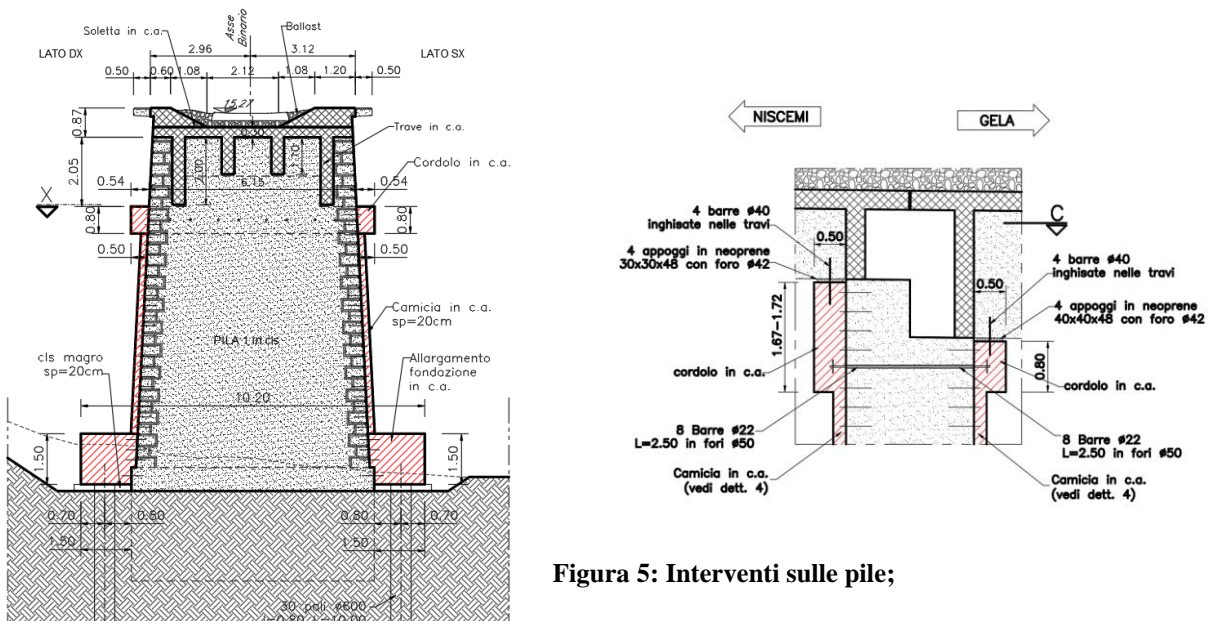 Soletta in c.a.
Asse
Binario
Ballast
LATO DX
2.96
3.12
LATO SX
0.50
0.60
1.08
2.12
1.08
1.20
0.50
15.27
0.87
0.30
Trave in c.a.
2.05
Cordolo in c.a.
0.54
6.15
0.54
X
0.80
0.80
0.50
0.50
Camicia in c.a.
sp=20cm
PILA 1
cls magro
sp=20cm
Allargamento
fondazione
in c.a.
10.20
1.50
1.50
0.70
0.80
0.80
0.70
1.50
1.50
30 pali ø600
L=10.00
NISCEMI
GELA
4 barre ø40
inghisate nelle travi
0.50
C
4 appoggi in neoprene
30x30x48 con foro ø42
4 barre ø40
inghisate nelle travi
0.50
4 appoggi in neoprene
40x40x48 con foro ø42
1.67-1.72
0.80
cordolo in c.a.
cordolo in c.a.
8 Barre ø22
L=2.50 in fori ø50
8 Barre ø22
L=2.50 in fori ø50
Camicia in c.a.
(vedi dett. 4)
Camicia in c.a.
(vedi dett. 4)
Figura 5: Interventi sulle pile;